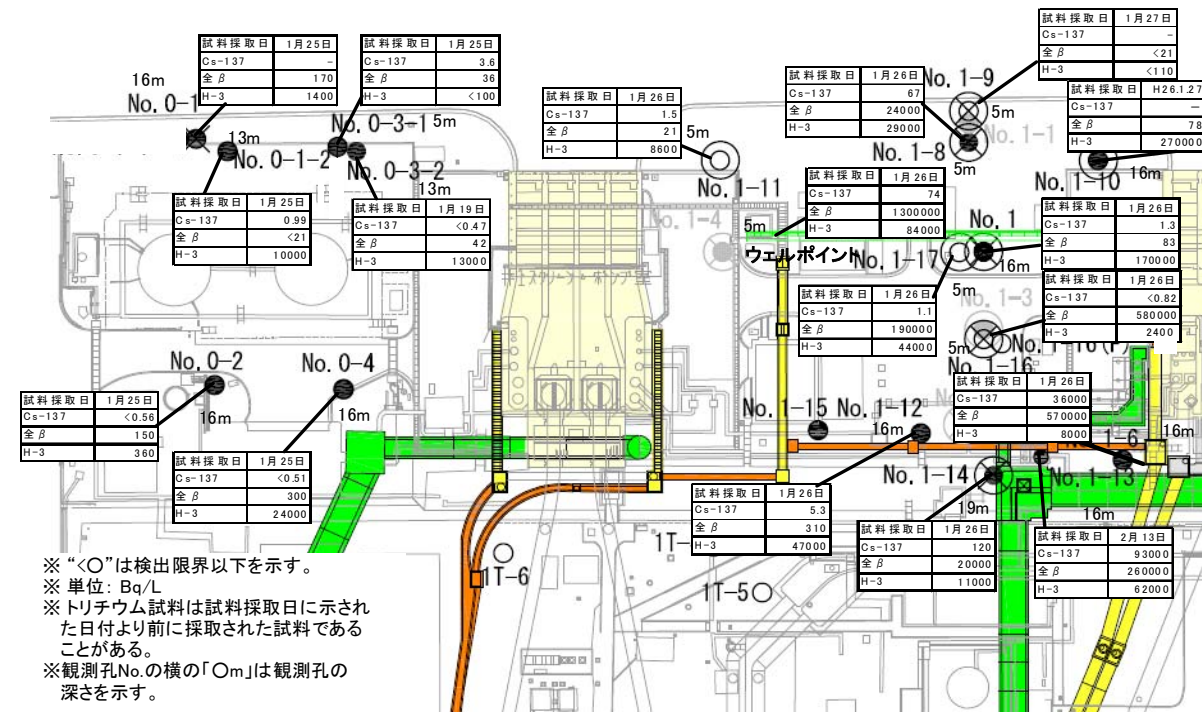 試料採取日 1月25日
Cs-137 -
全β 170
H-3 1400
試料採取日 1月25日
Cs-137 3.6
全β 36
H-3 <100
試料採取日 1月26日
Cs-137 1.5
全β 21
H-3 8600
試料採取日 1月26日
Cs-137 67
全β 24000
H-3 29000
試料採取日 1月27日
Cs-137 -
全β <21
H-3 <110
試料採取日 H26.1.27
Cs-137 -
全β 78
H-3 270000
16m
No. 0-1
13m
No. 0-1-2
No. 0-3-1 5m
No. 0-3-2
13m
5m
No. 1-11
No. 1-9
5m
No. 1-1
No. 1-8
5m
No. 1-10 16m
試料採取日 1月25日
Cs-137 0.99
全β <21
H-3 10000
試料採取日 1月19日
Cs-137 <0.47
全β 42
H-3 13000
試料採取日 1月26日
Cs-137 74
全β 1300000
H-3 84000
試料採取日 1月26日
Cs-137 1.3
全β 83
H-3 170000
No. 1-4
5m
ウェルポイント
No. 1-17
No. 1
16m
5m
No. 1-3
試料採取日 1月26日
Cs-137 1.1
全β 190000
H-3 44000
試料採取日 1月26日
Cs-137 <0.82
全β 580000
H-3 2400
5m
No. 1-16
No. 0-2
16m
No. 0-4
16m
試料採取日 1月25日
Cs-137 <0.56
全β 150
H-3 360
試料採取日 1月25日
Cs-137 <0.51
全β 300
H-3 24000
No. 1-15 No. 1-12
16m
試料採取日 1月26日
Cs-137 36000
全β 570000
H-3 8000
16m
1-6
No. 1-14
19m
No. 1-13
16m
試料採取日 1月26日
Cs-137 5.3
全β 310
H-3 47000
試料採取日 1月26日
Cs-137 120
全β 20000
H-3 11000
試料採取日 2月13日
Cs-137 93000
全β 260000
H-3 62000
1T-6
1T-
1T-5
※ “<〇”は検出限界以下を示す。
※ 単位: Bq/L
※ トリチウム試料は試料採取日に示され
た日付より前に採取された試料である
ことがある。
※観測孔No.の横の「〇m」は観測孔の
深さを示す。